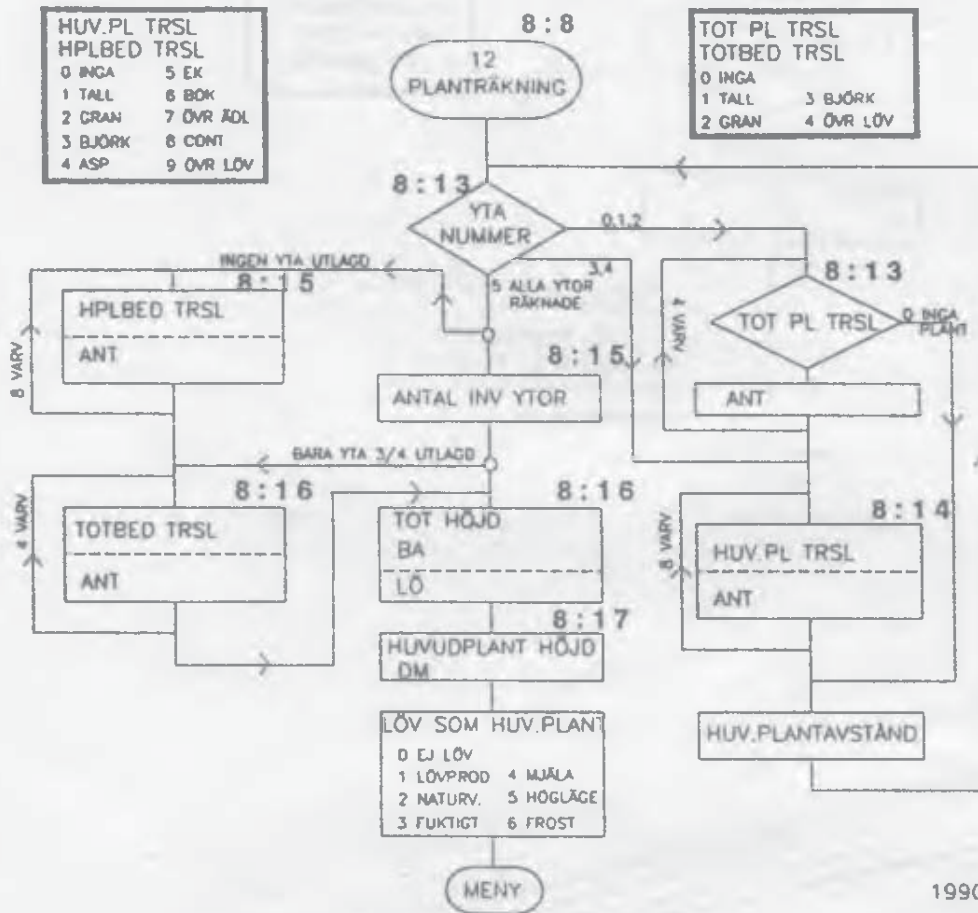 HUV.PL TRSL
HPLBED TRSL
0 INGA 5 EK
1 TALL 6 BOK
2 GRAN 7 ÖVR ÄDL
3 BJÖRK 8 CONT
4 ASP 9 ÖVR LÖV
8:8
12
PLANTRÄKNING
TOT PL TRSL
TOTBED TRSL
0 INGA
1 TALL 3 BJÖRK
2 GRAN 4 ÖVR LÖV
8:13
YTA
NUMMER
0,1,2
3,4
5 ALLA YTOR
RÄKNADE
INGEN YTA UTLAGD
8:15
HPLBED TRSL
ANT
8 VARV
8:13
TOT PL TRSL
0 INGA
PLANT
4 VARV
ANT
8:15
ANTAL INV YTOR
BARA YTA 3/4 UTLAGD
8:16
TOTBED TRSL
ANT
4 VARV
8:16
TOT HÖJD
BA
LÖ
8:14
HUV.PL TRSL
ANT
8 VARV
8:17
HUVUDPLANT HÖJD
DM
LÖV SOM HUV.PLANT
0 EJ LÖV
1 LÖVPROD 4 MJÄLA
2 NATURV. 5 HÖGLÄGE
3 FUKTIGT 6 FROST
HUV.PLANTAVSTÅND
MENY
1990